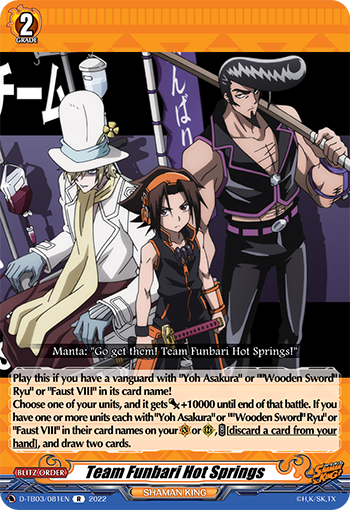 2
GRADE
チーム
んばり
Manta: "Go get them! Team Funbari Hot Springs!"
Play this if you have a vanguard with "Yoh Asakura" or ""Wooden Sword"
Ryu" or "Faust VIII" in its card name!
Choose one of your units, and it gets +10000 until end of that battle. If you
have one or more units each with"Yoh Asakura" or ""Wooden Sword" Ryu" or
"Faust VIII" in their card names on your or , [discard a card from your
hand], and draw two cards.
BLITZ ORDER
Team Funbari Hot Springs
D-TB03/081EN R 2022
SHAMAN KING
©H.K./SK.TX